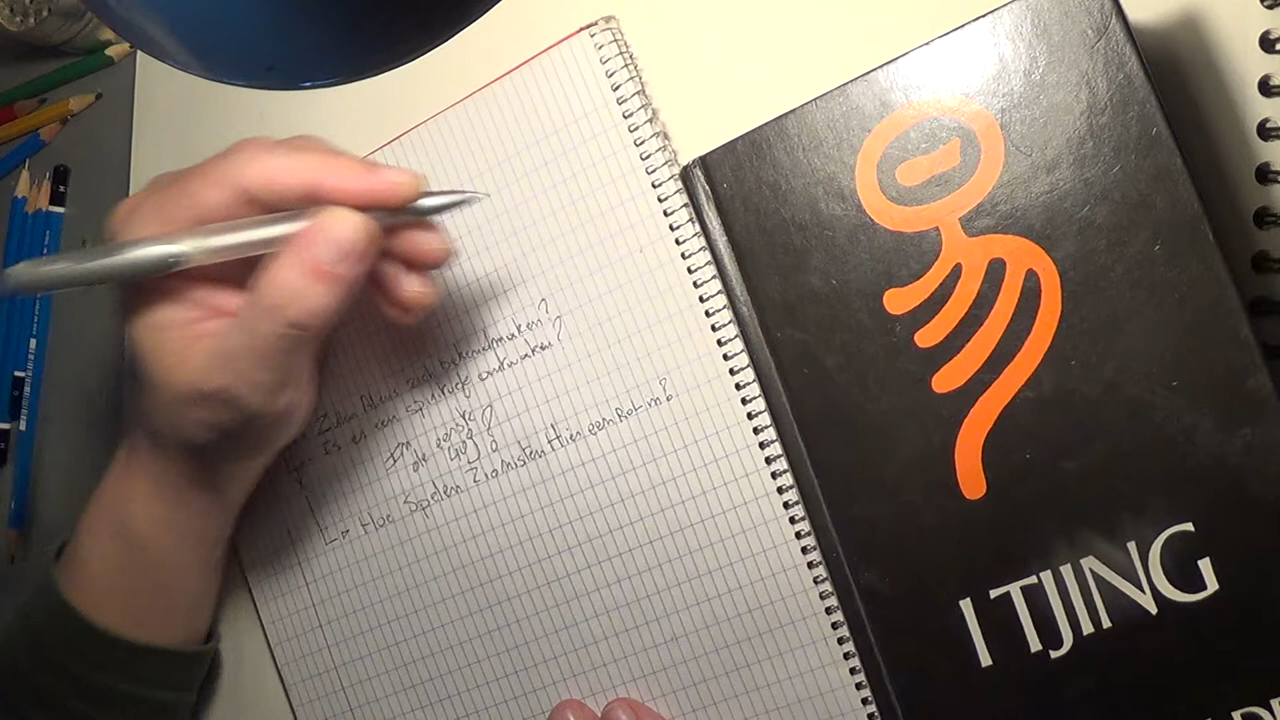 Zullen Aliens zich bekendmaken?
Is er een spirituele ontwaken?
Im
de eerste
Hoe Spelen Zionisten Hier een Rol in?
I TJING